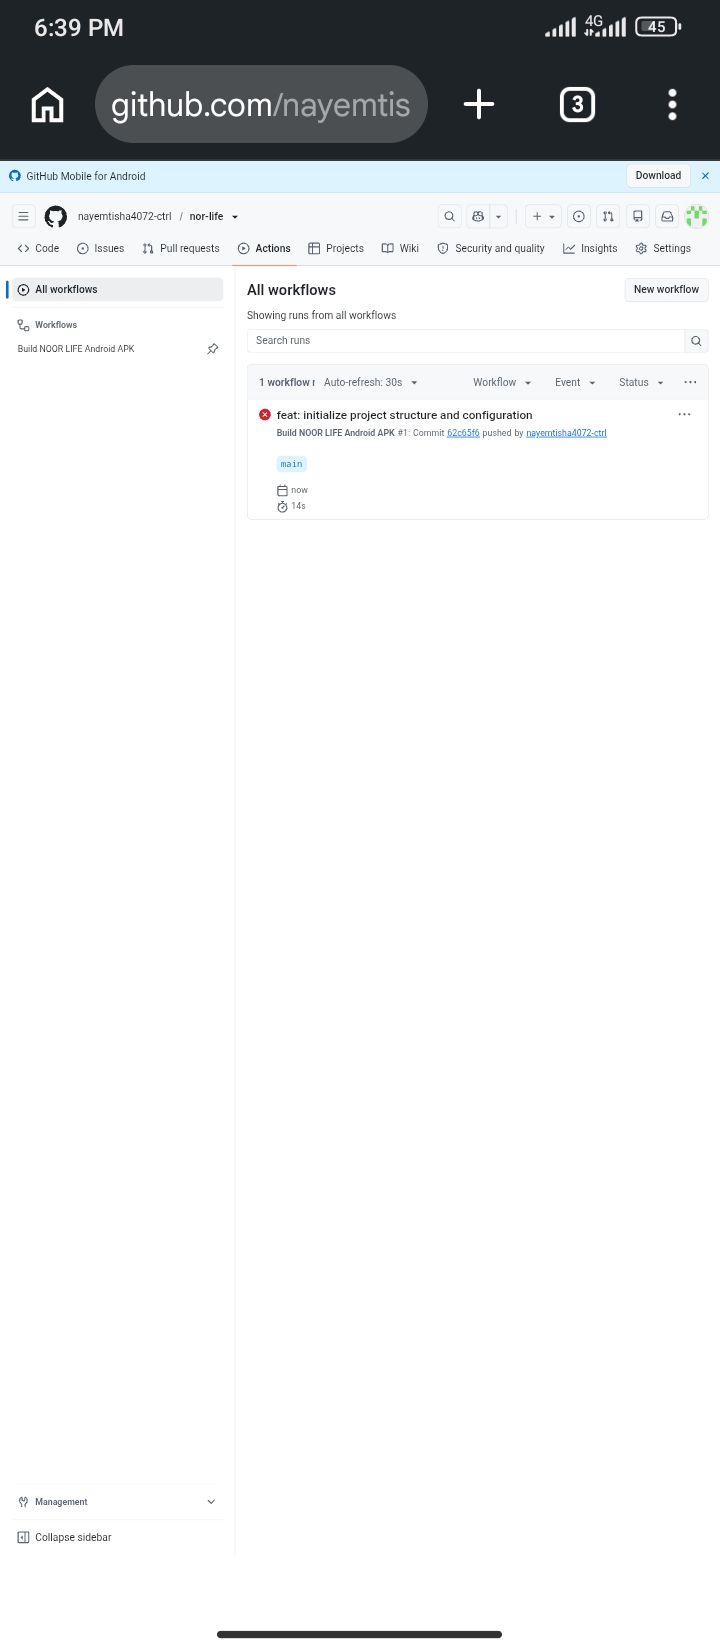 6:39 PM
4G
45
github.com/nayemtis
3
GitHub Mobile for Android
Download
nayemtisha4072-ctrl / nor-life
Code
Issues
Pull requests
Actions
Projects
Wiki
Security and quality
Insights
Settings
All workflows
Workflows
Build NOOR LIFE Android APK
All workflows
New workflow
Showing runs from all workflows
Search runs
1 workflow r
Auto-refresh: 30s
Workflow
Event
Status
feat: initialize project structure and configuration
Build NOOR LIFE Android APK #1: Commit 62c65f6 pushed by nayemtisha4072-ctrl
main
now
14s
Management
Collapse sidebar